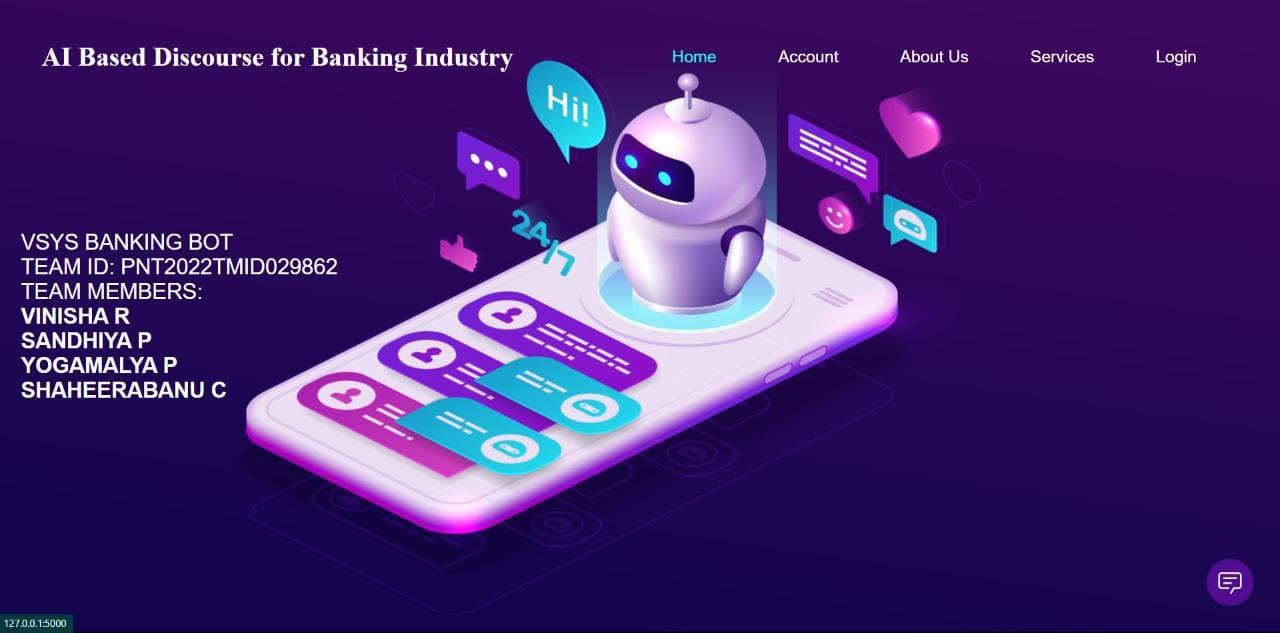 AI Based Discourse for Banking Industry
Home Account About Us Services Login
Hi!
24/7
VSYS BANKING BOT
TEAM ID: PNT2022TMID029862
TEAM MEMBERS:
VINISHA R
SANDHIYA P
YOGAMALYA P
SHAHEERABANU C
127.0.0.1:5000